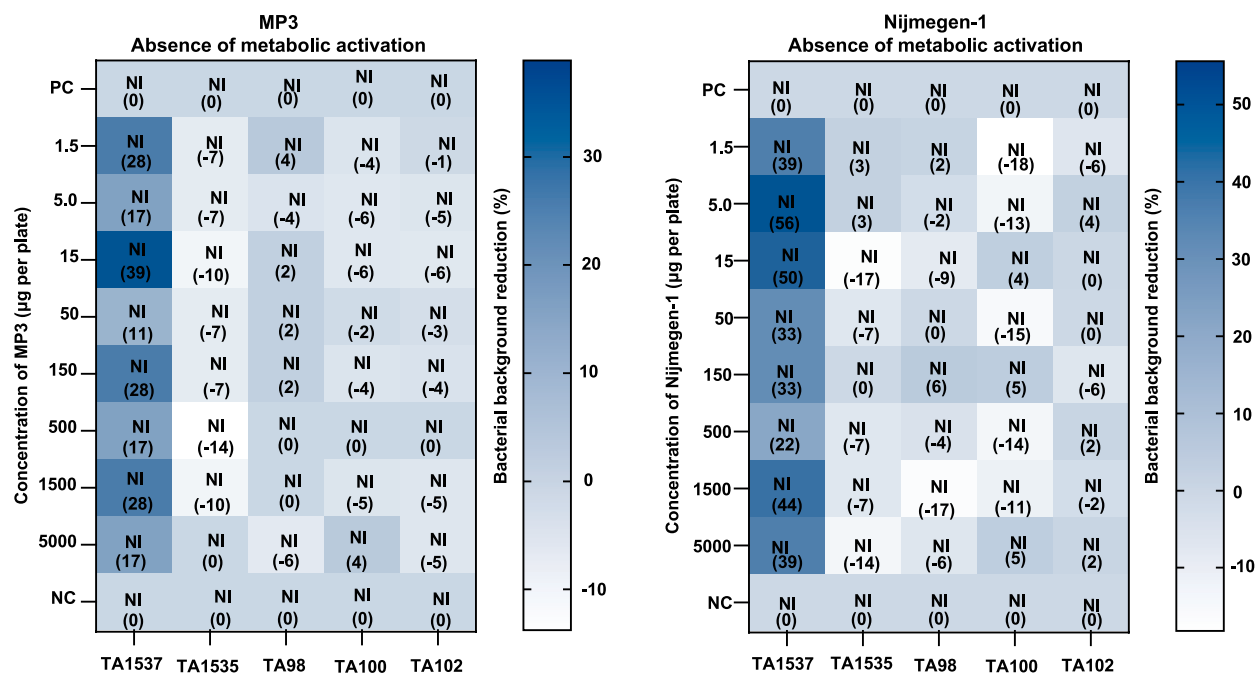 MP3
Absence of metabolic activation
Concentration of MP3 (µg per plate)
PC
NI NI NI NI NI
(0) (0) (0) (0) (0)
1.5
NI NI NI NI NI
(28) (-7) (4) (-4) (-1)
5.0
NI NI NI NI NI
(17) (-7) (-4) (-6) (-5)
15
NI NI NI NI NI
(39) (-10) (2) (-6) (-6)
50
NI NI NI NI NI
(11) (-7) (2) (-2) (-3)
150
NI NI NI NI NI
(28) (-7) (2) (-4) (-4)
500
NI NI NI NI NI
(17) (-14) (0) (0) (0)
1500
NI NI NI NI NI
(28) (-10) (0) (-5) (-5)
5000
NI NI NI NI NI
(17) (0) (-6) (4) (-5)
NC
NI NI NI NI NI
(0) (0) (0) (0) (0)
TA1537 TA1535 TA98 TA100 TA102
30
20
10
0
-10
Bacterial background reduction (%)
Nijmegen-1
Absence of metabolic activation
Concentration of Nijmegen-1 (µg per plate)
PC
NI NI NI NI NI
(0) (0) (0) (0) (0)
1.5
NI NI NI NI NI
(39) (3) (2) (-18) (-6)
5.0
NI NI NI NI NI
(56) (3) (-2) (-13) (4)
15
NI NI NI NI NI
(50) (-17) (-9) (4) (0)
50
NI NI NI NI NI
(33) (-7) (0) (-15) (0)
150
NI NI NI NI NI
(33) (0) (6) (5) (-6)
500
NI NI NI NI NI
(22) (-7) (-4) (-14) (2)
1500
NI NI NI NI NI
(44) (-7) (-17) (-11) (-2)
5000
NI NI NI NI NI
(39) (-14) (-6) (5) (2)
NC
NI NI NI NI NI
(0) (0) (0) (0) (0)
TA1537 TA1535 TA98 TA100 TA102
50
40
30
20
10
0
-10
Bacterial background reduction (%)